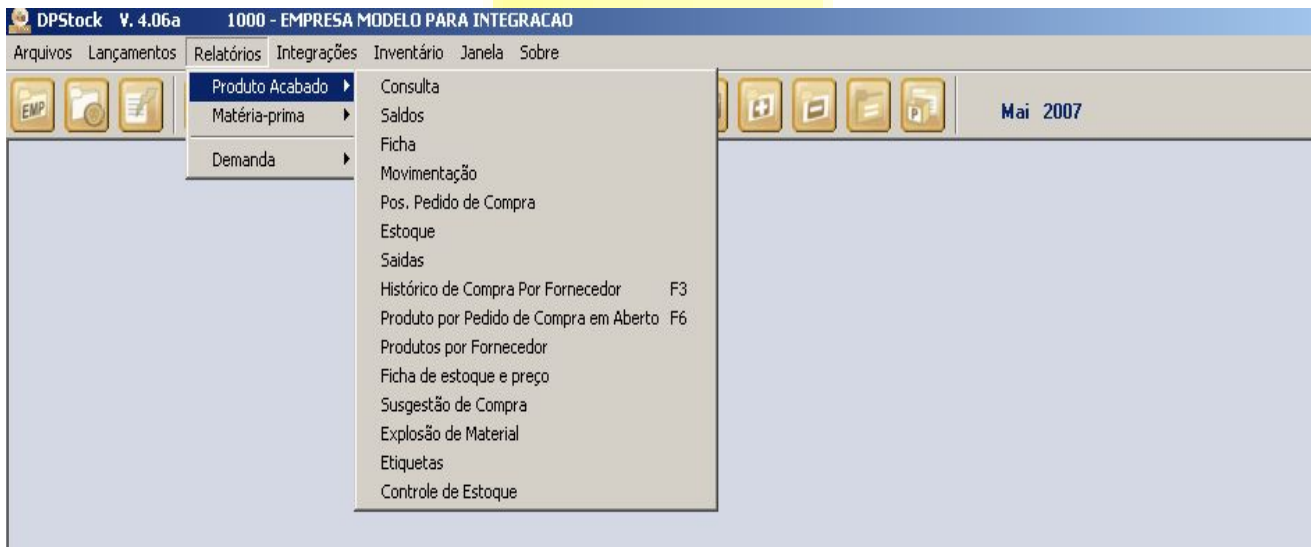 DPStock V. 4.06a 1000 - EMPRESA MODELO PARA INTEGRACAO
Arquivos Lançamentos Relatórios Integrações Inventário Janela Sobre
EMP P Mai 2007
Produto Acabado
Matéria-prima
Demanda
Consulta
Saldos
Ficha
Movimentação
Pos. Pedido de Compra
Estoque
Saidas
Histórico de Compra Por Fornecedor F3
Produto por Pedido de Compra em Aberto F6
Produtos por Fornecedor
Ficha de estoque e preço
Susgestão de Compra
Explosão de Material
Etiquetas
Controle de Estoque